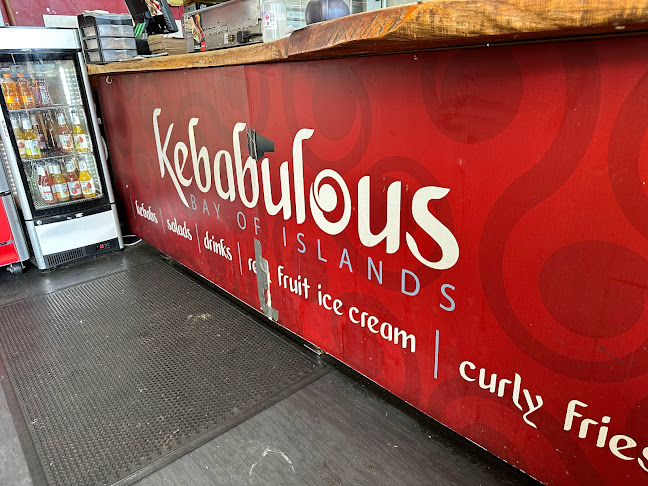 Kebabulous
BAY OF ISLANDS
kebabs | salads | drinks | fruit ice cream | curly fries